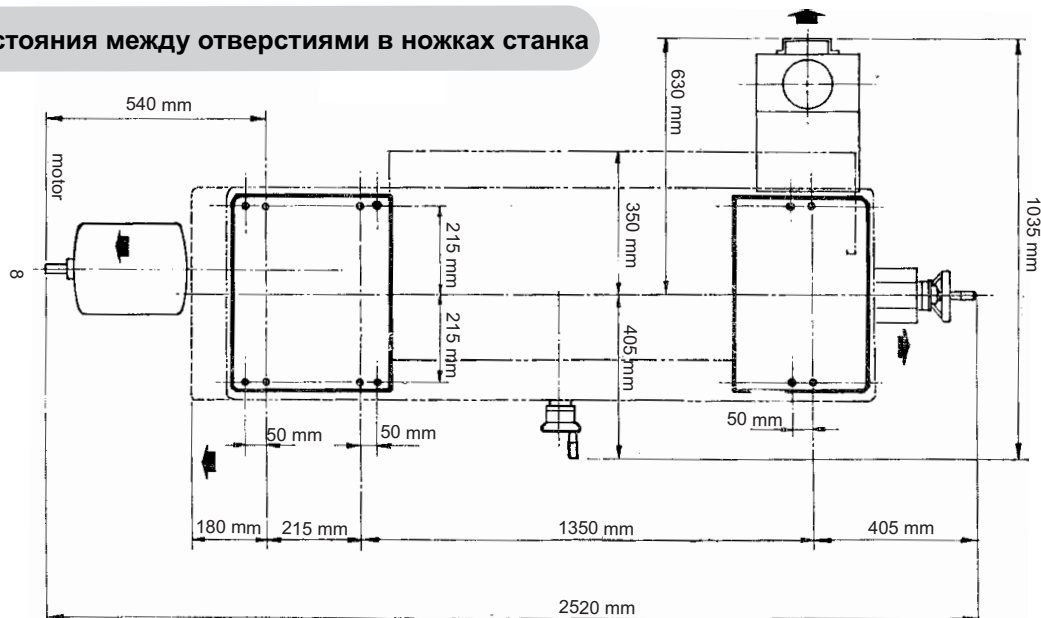 стояния между отверстиями в ножках станка
540 mm
motor
8
630 mm
1035 mm
350 mm
215 mm
215 mm
405 mm
50 mm
50 mm
50 mm
180 mm
215 mm
1350 mm
405 mm
2520 mm